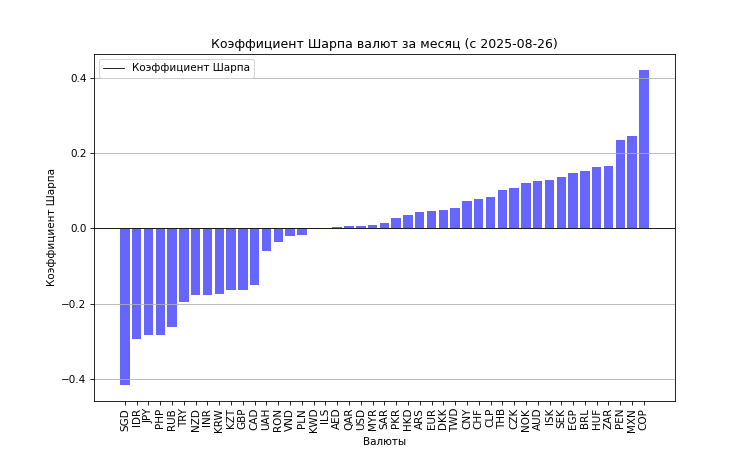 Коэффициент Шарпа валют за месяц (с 2025-08-26)
Коэффициент Шарпа
0.4
0.2
0.0
−0.2
−0.4
Коэффициент Шарпа
SGD
IDR
JPY
PHP
RUB
TRY
NZD
INR
KRW
KZT
GBP
CAD
UAH
RON
VND
PLN
KWD
ILS
AED
QAR
USD
MYR
SAR
PKR
HKD
ARS
EUR
DKK
TWD
CNY
CHF
CLP
THB
CZK
NOK
AUD
ISK
SEK
EGP
BRL
HUF
ZAR
PEN
MXN
COP
Валюты